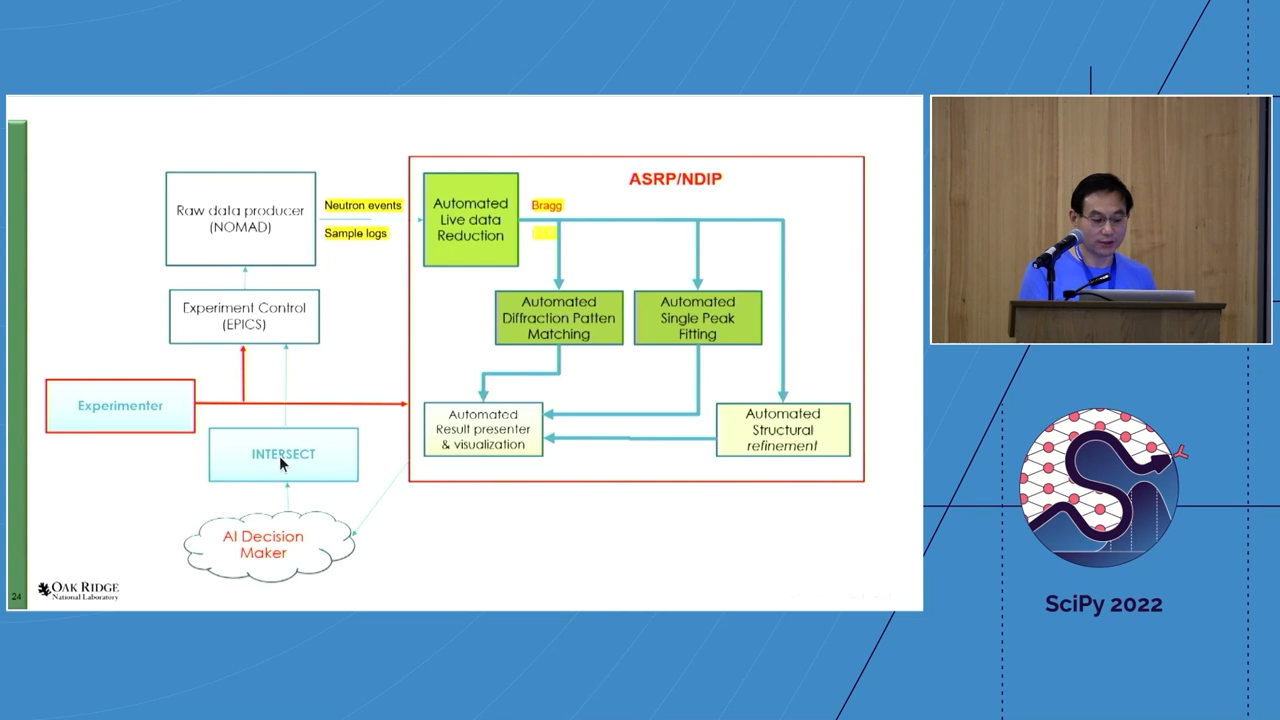 ASRP/NDIP
Raw data producer
(NOMAD)
Neutron events
Sample logs
Automated
Live data
Reduction
Bragg
Experiment Control
(EPICS)
Automated
Diffraction Patten
Matching
Automated
Single Peak
Fitting
Experimenter
Automated
Result presenter
& visualization
Automated
Structural
refinement
INTERSECT
AI Decision
Maker
24
OAK RIDGE
National Laboratory
SciPy 2022